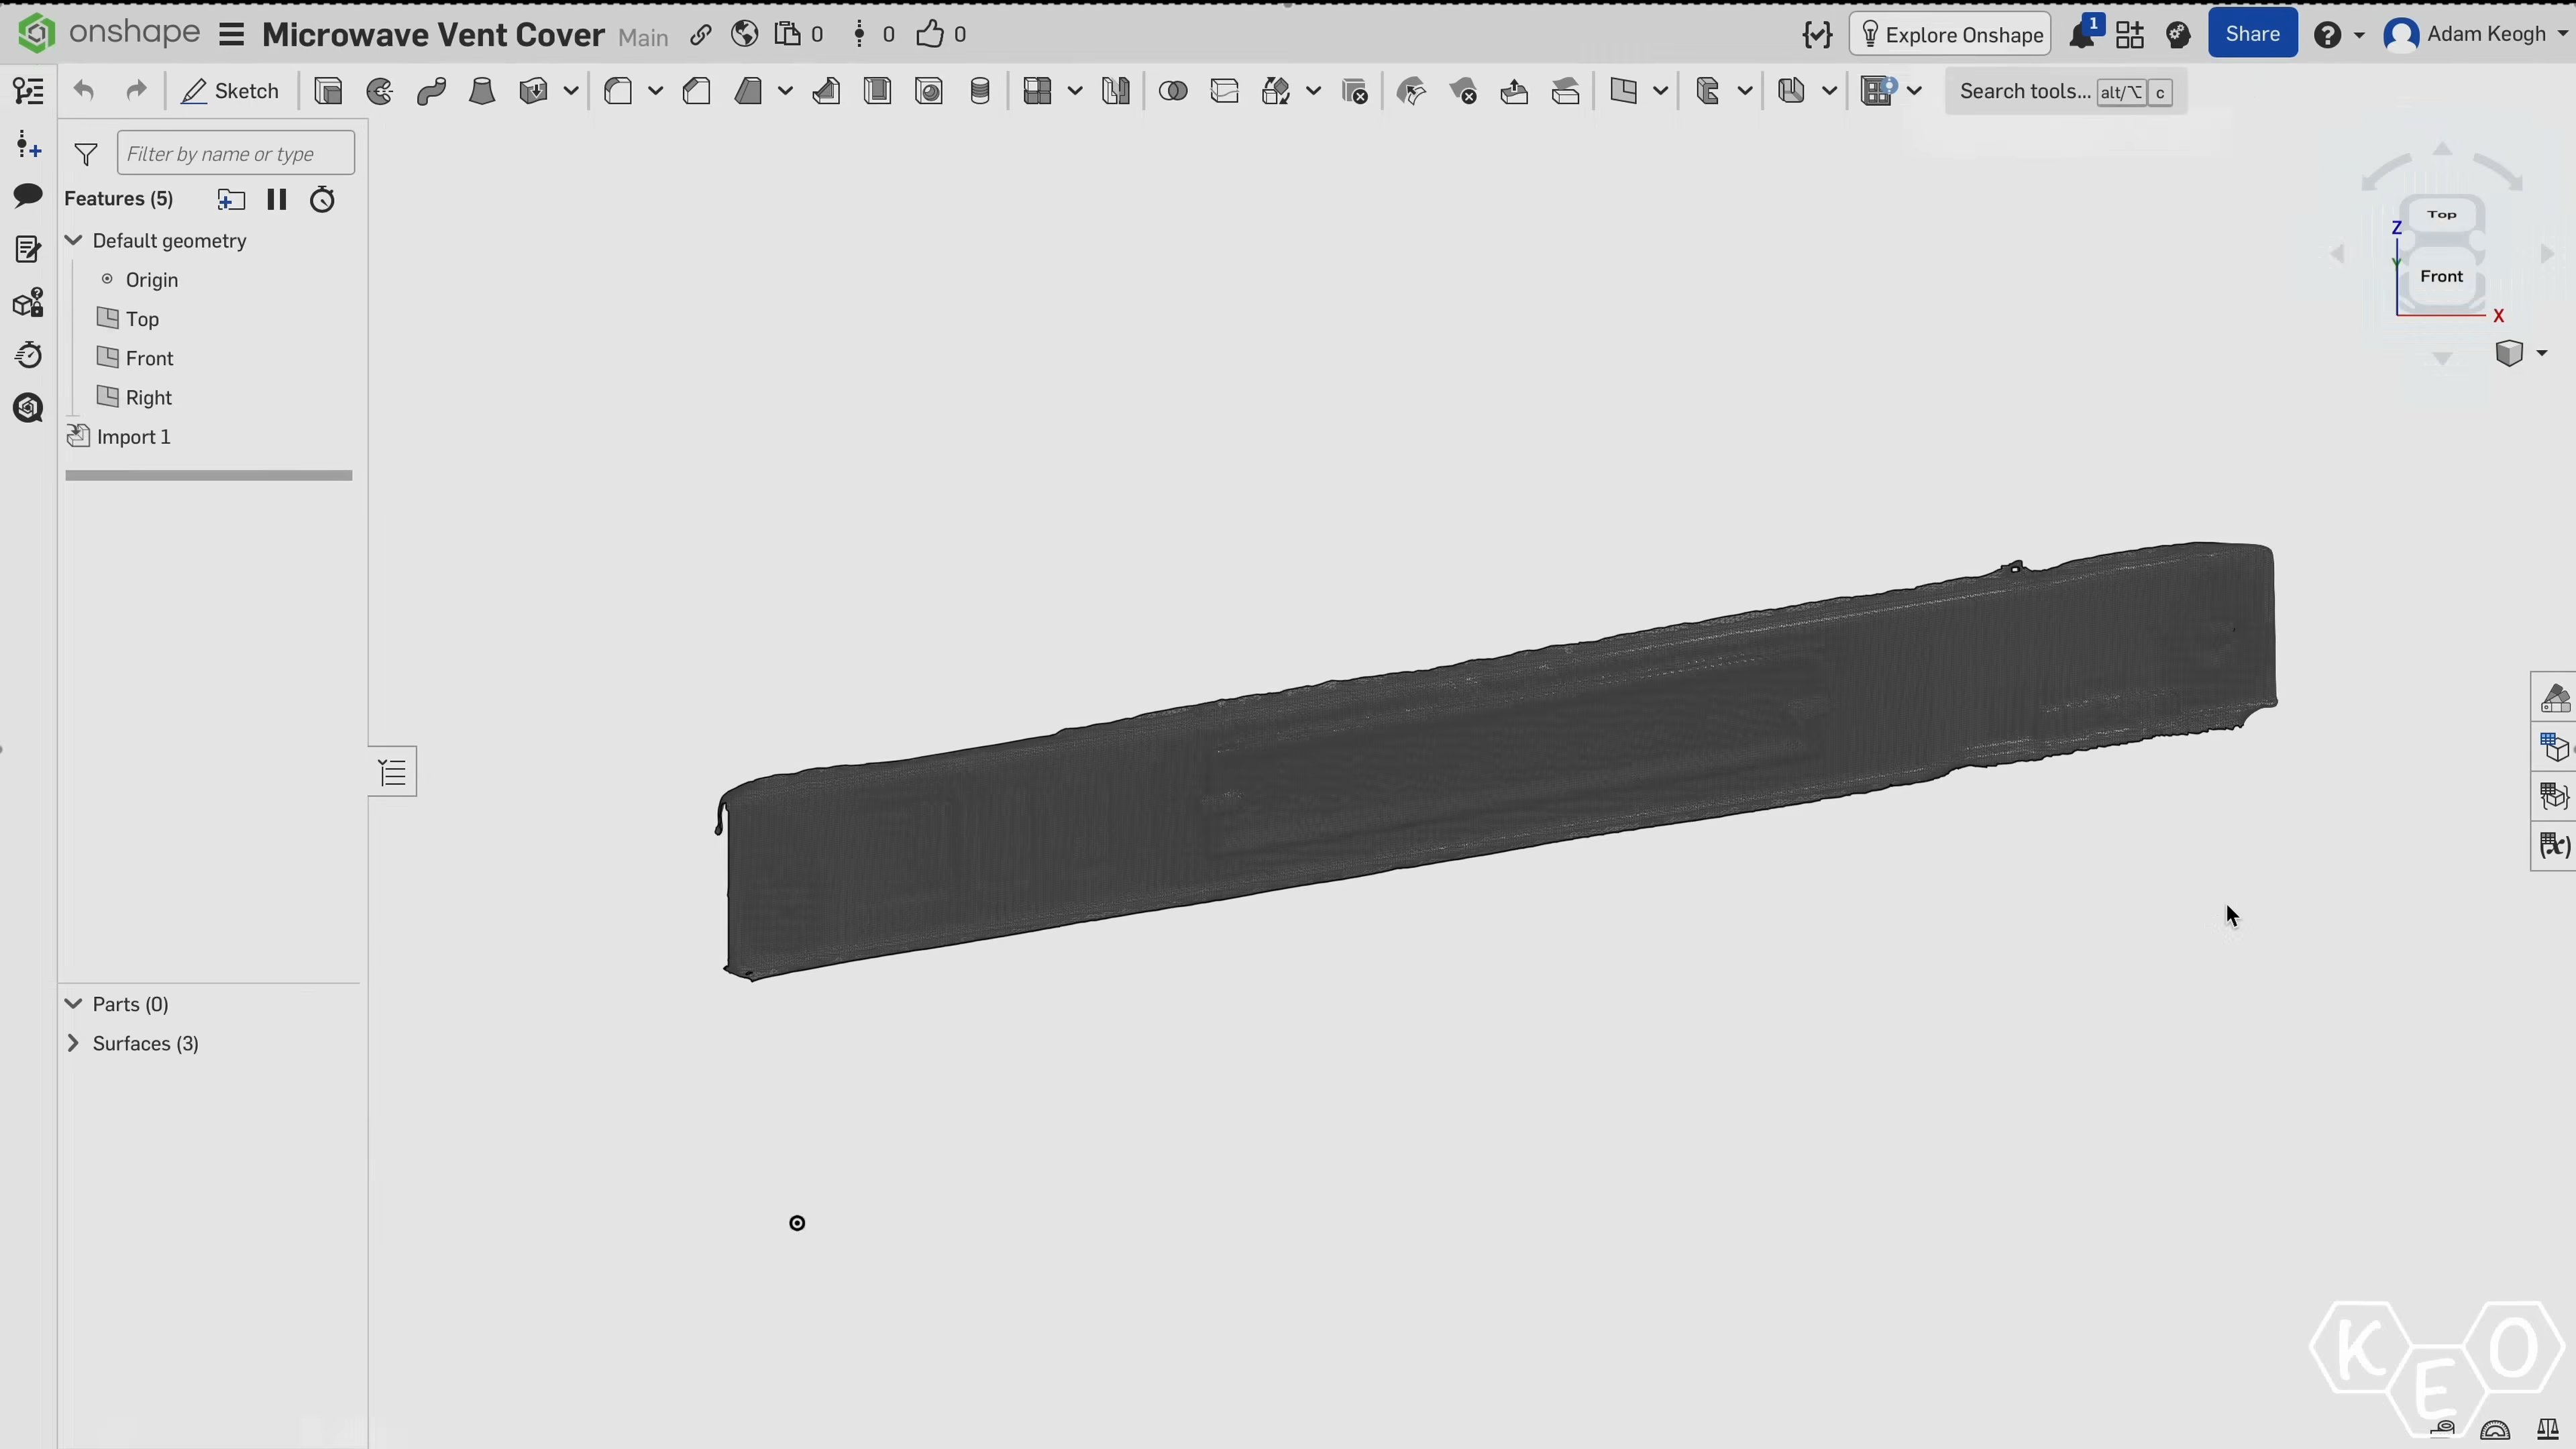 onshape Microwave Vent Cover Main 0 0 0 Explore Onshape 1 Share Adam Keogh
Sketch Search tools... alt/⌥ c
Filter by name or type
Features (5)
Default geometry
Origin
Top
Front
Right
Import 1
Parts (0)
Surfaces (3)
Top
Z
Y
Front
X
(x)
KEO